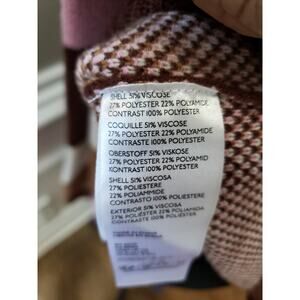 SHELL 51% VISCOSE
27% POLYESTER 22% POLYAMIDE
CONTRAST 100% POLYESTER
COQUILLE 51% VISCOSE
27% POLYESTER 22% POLYAMIDE
CONTRASTE 100% POLYESTER
OBERSTOFF 51% VISKOSE
27% POLYESTER 22% POLYAMID
KONTRAST 100% POLYESTER
SHELL 51% VISCOSA
27% POLIESTERE
22% POLIAMMIDE
CONTRASTO 100% POLIESTERE
EXTERIOR 51% VISCOSA
27% POLIÉSTER 22% POLIAMIDA
CONTRASTE 100% POLIÉSTER